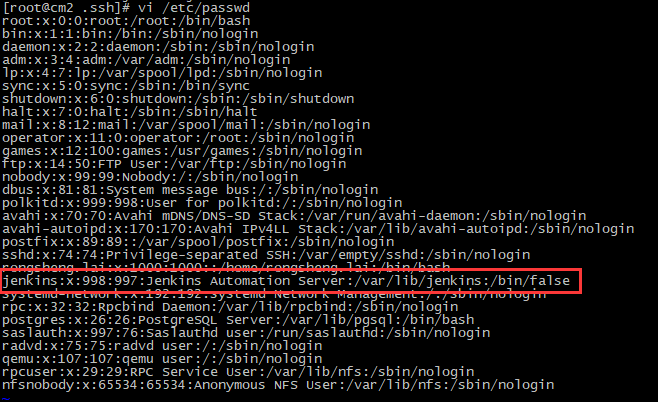 [root@cm2 .ssh]# vi /etc/passwd
root:x:0:0:root:/root:/bin/bash
bin:x:1:1:bin:/bin:/sbin/nologin
daemon:x:2:2:daemon:/sbin:/sbin/nologin
adm:x:3:4:adm:/var/adm:/sbin/nologin
lp:x:4:7:lp:/var/spool/lpd:/sbin/nologin
sync:x:5:0:sync:/sbin:/bin/sync
shutdown:x:6:0:shutdown:/sbin:/sbin/shutdown
halt:x:7:0:halt:/sbin:/sbin/halt
mail:x:8:12:mail:/var/spool/mail:/sbin/nologin
operator:x:11:0:operator:/root:/sbin/nologin
games:x:12:100:games:/usr/games:/sbin/nologin
ftp:x:14:50:FTP User:/var/ftp:/sbin/nologin
nobody:x:99:99:Nobody:/:/sbin/nologin
dbus:x:81:81:System message bus:/:/sbin/nologin
polkitd:x:999:998:User for polkitd:/:/sbin/nologin
avahi:x:70:70:Avahi mDNS/DNS-SD Stack:/var/run/avahi-daemon:/sbin/nologin
avahi-autoipd:x:170:170:Avahi IPv4LL Stack:/var/lib/avahi-autoipd:/sbin/nologin
postfix:x:89:89::/var/spool/postfix:/sbin/nologin
sshd:x:74:74:Privilege-separated SSH:/var/empty/sshd:/sbin/nologin
rongsheng.lai:x:1000:1000::/home/rongsheng.lai:/bin/bash
jenkins:x:998:997:Jenkins Automation Server:/var/lib/jenkins:/bin/false
systemd-network:x:192:192:systemd Network Management:/:/sbin/nologin
rpc:x:32:32:Rpcbind Daemon:/var/lib/rpcbind:/sbin/nologin
postgres:x:26:26:PostgreSQL Server:/var/lib/pgsql:/bin/bash
saslauth:x:997:76:Saslauthd user:/run/saslauthd:/sbin/nologin
radvd:x:75:75:radvd user:/:/sbin/nologin
qemu:x:107:107:qemu user:/:/sbin/nologin
rpcuser:x:29:29:RPC Service User:/var/lib/nfs:/sbin/nologin
nfsnobody:x:65534:65534:Anonymous NFS User:/var/lib/nfs:/sbin/nologin
~